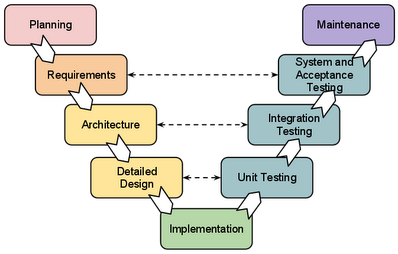 Planning
Maintenance
Requirements
System and
Acceptance
Testing
Architecture
Integration
Testing
Detailed
Design
Unit Testing
Implementation